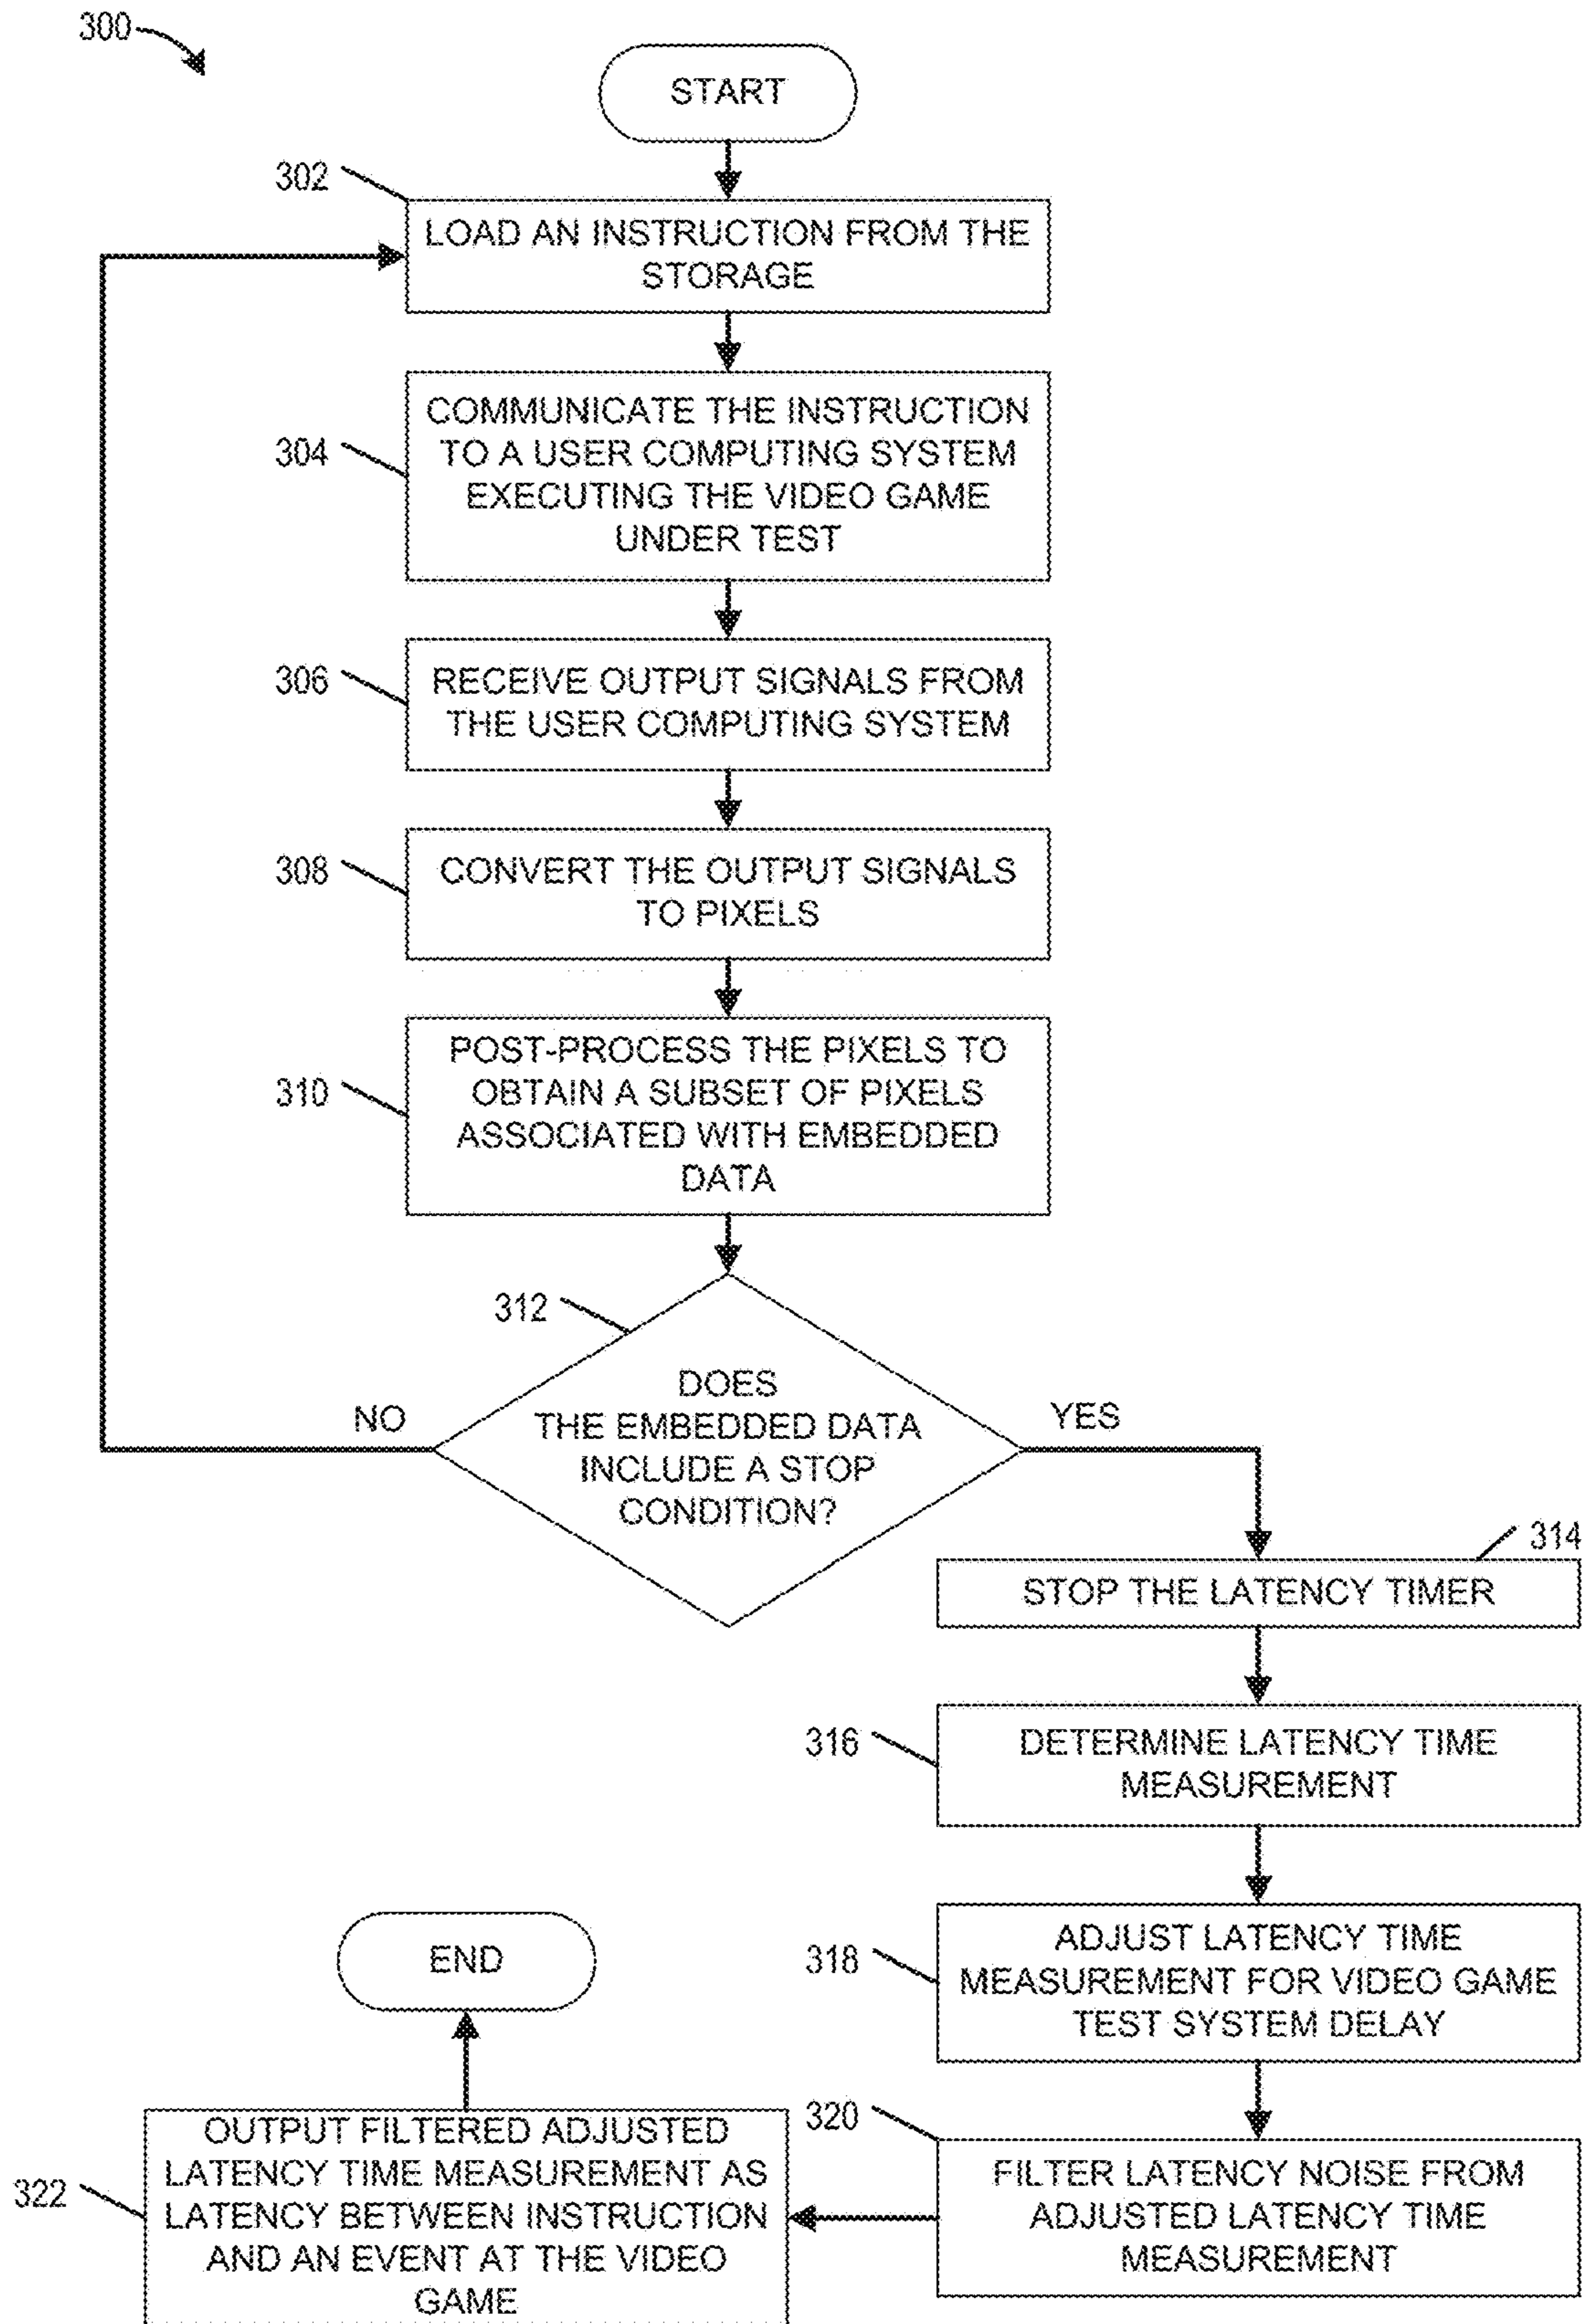 300
START
302
LOAD AN INSTRUCTION FROM THE
STORAGE
304
COMMUNICATE THE INSTRUCTION
TO A USER COMPUTING SYSTEM
EXECUTING THE VIDEO GAME
UNDER TEST
306
RECEIVE OUTPUT SIGNALS FROM
THE USER COMPUTING SYSTEM
308
CONVERT THE OUTPUT SIGNALS
TO PIXELS
310
POST-PROCESS THE PIXELS TO
OBTAIN A SUBSET OF PIXELS
ASSOCIATED WITH EMBEDDED
DATA
312
DOES
THE EMBEDDED DATA
INCLUDE A STOP
CONDITION?
NO
YES
314
STOP THE LATENCY TIMER
316
DETERMINE LATENCY TIME
MEASUREMENT
318
ADJUST LATENCY TIME
MEASUREMENT FOR VIDEO GAME
TEST SYSTEM DELAY
320
FILTER LATENCY NOISE FROM
ADJUSTED LATENCY TIME
MEASUREMENT
322
OUTPUT FILTERED ADJUSTED
LATENCY TIME MEASUREMENT AS
LATENCY BETWEEN INSTRUCTION
AND AN EVENT AT THE VIDEO
GAME
END